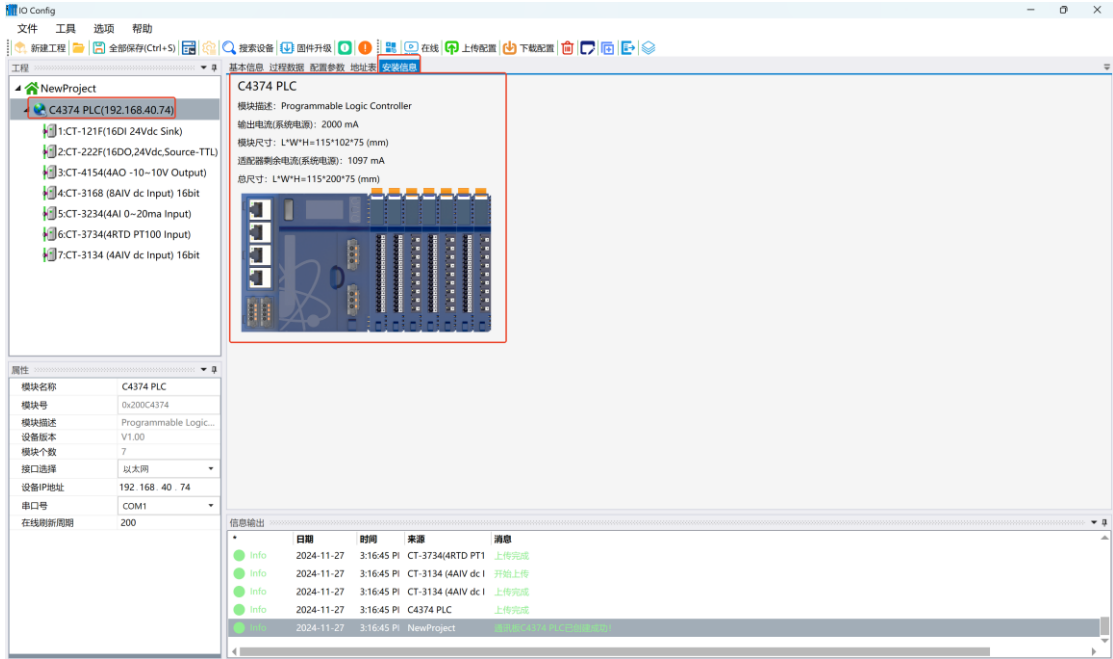 IO Config
文件 工具 选项 帮助
新建工程 全部保存(Ctrl+S) 搜索设备 固件升级 在线 上传配置 下载配置
工程
NewProject
C4374 PLC(192.168.40.74)
1:CT-121F(16DI 24Vdc Sink)
2:CT-222F(16DO,24Vdc,Source-TTL)
3:CT-4154(4AO -10~10V Output)
4:CT-3168 (8AIV dc Input) 16bit
5:CT-3234(4AI 0~20ma Input)
6:CT-3734(4RTD PT100 Input)
7:CT-3134 (4AIV dc Input) 16bit
基本信息 过程数据 配置参数 地址表 安装信息
C4374 PLC
模块描述：Programmable Logic Controller
输出电流(系统电源)：2000 mA
模块尺寸：L*W*H=115*102*75 (mm)
适配器剩余电流(系统电源)：1097 mA
总尺寸：L*W*H=115*200*75 (mm)
属性
模块名称 C4374 PLC
模块号 0x200C4374
模块描述 Programmable Logic...
设备版本 V1.00
模块个数 7
接口选择 以太网
设备IP地址 192 . 168 . 40 . 74
串口号 COM1
在线刷新周期 200
信息输出
* 日期 时间 来源 消息
Info 2024-11-27 3:16:45 PI CT-3734(4RTD PT1 上传完成
Info 2024-11-27 3:16:45 PI CT-3134 (4AIV dc I 开始上传
Info 2024-11-27 3:16:45 PI CT-3134 (4AIV dc I 上传完成
Info 2024-11-27 3:16:45 PI C4374 PLC 上传完成
Info 2024-11-27 3:16:45 PI NewProject 通讯板C4374 PLC已创建成功!